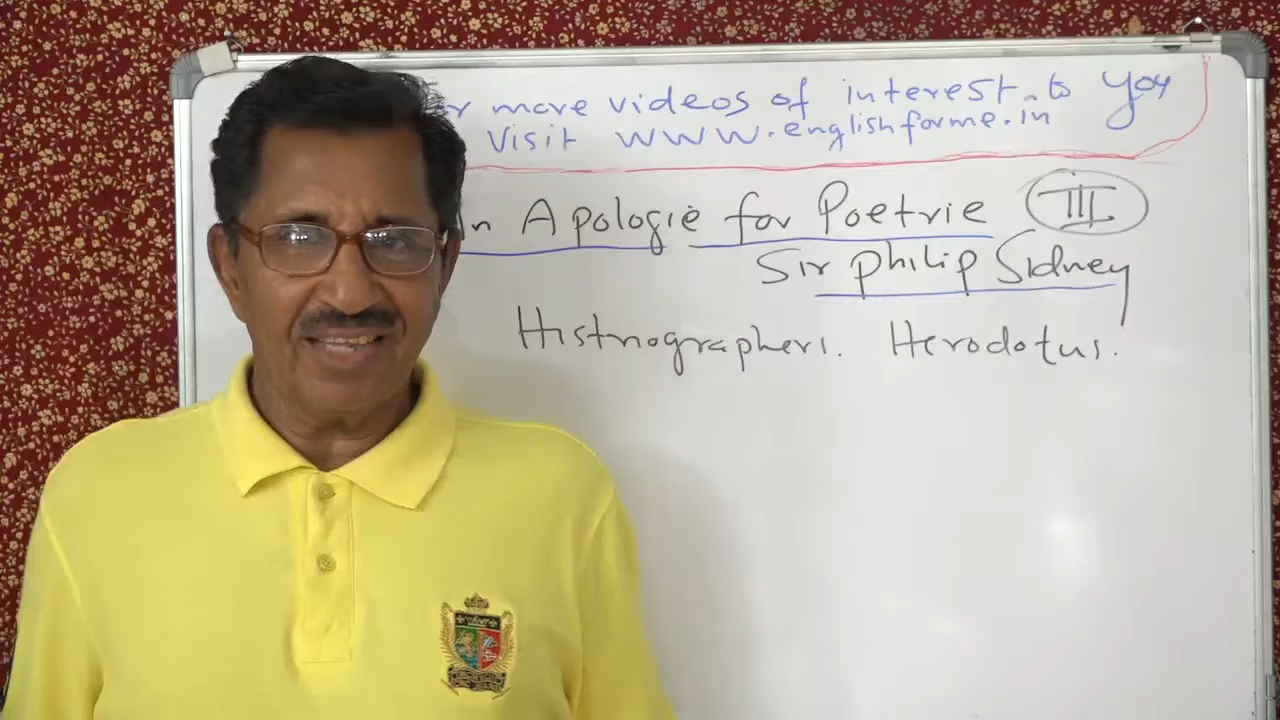 r more videos of interest to you
Visit www.englishforme.in
n Apologie for Poetrie III
Sir Philip Sidney
Histriographers. Herodotus.